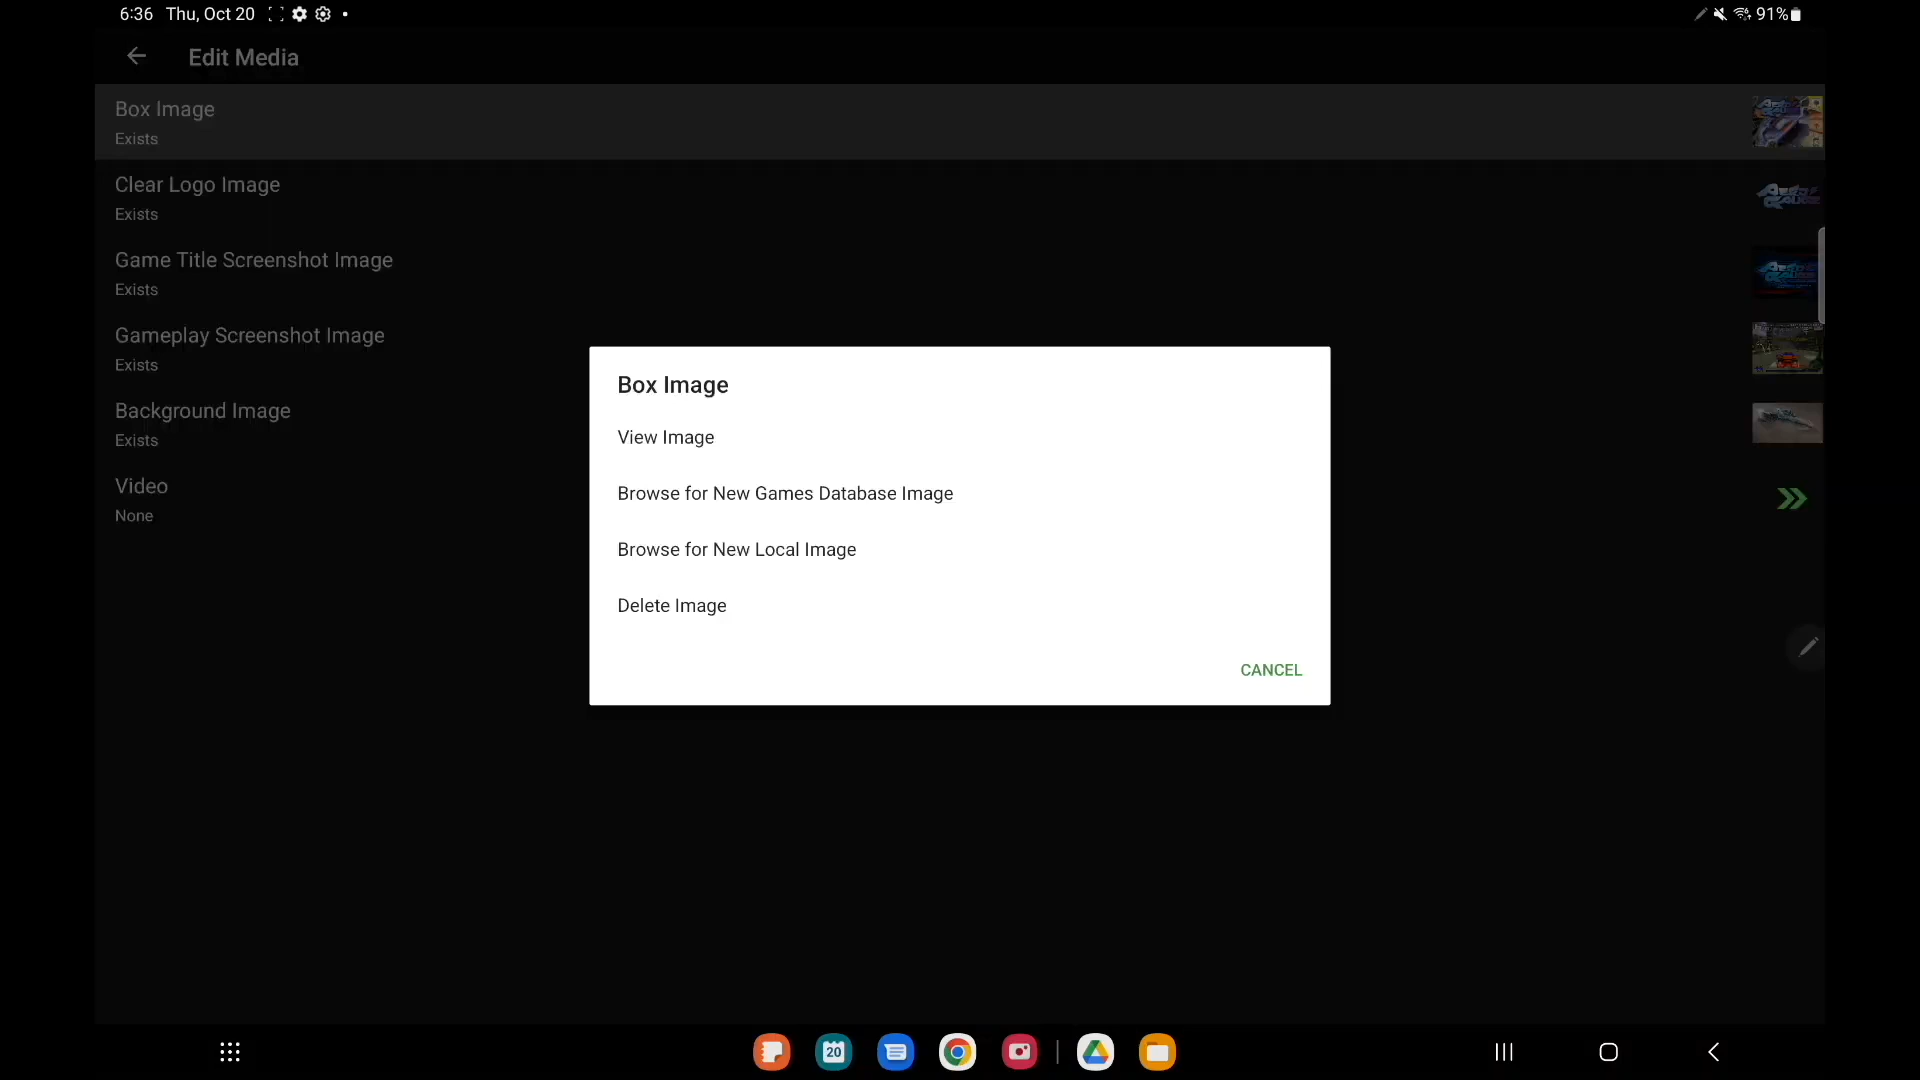 6:36 Thu, Oct 20
91%
Edit Media
Box Image
Exists
Clear Logo Image
Exists
Game Title Screenshot Image
Exists
Gameplay Screenshot Image
Exists
Background Image
Exists
Video
None
Box Image
View Image
Browse for New Games Database Image
Browse for New Local Image
Delete Image
CANCEL
20